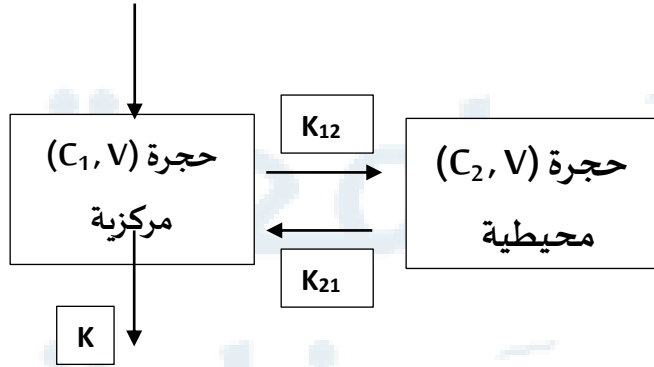 حجرة (C₁, V)
مركزية
K₁₂
K₂₁
حجرة (C₂, V)
محيطية
K